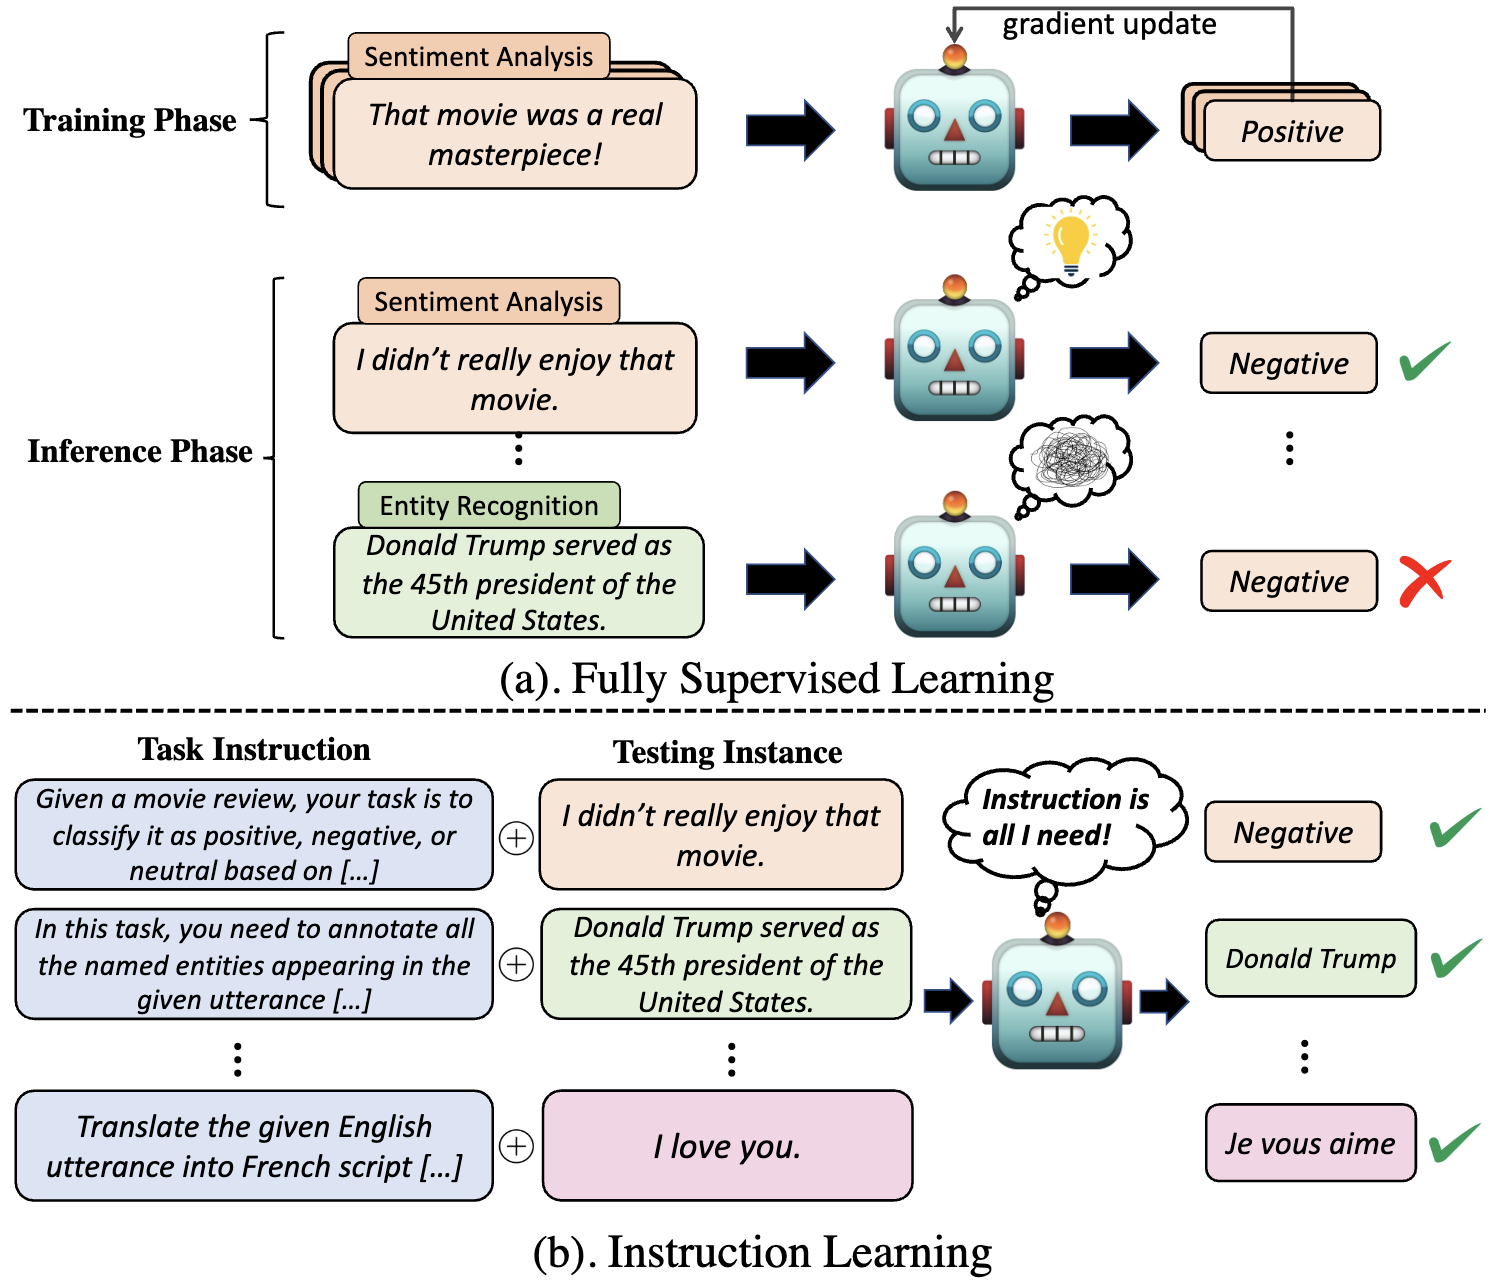 gradient update
Sentiment Analysis
Training Phase
That movie was a real
masterpiece!
Positive
Sentiment Analysis
I didn't really enjoy that
movie.
Negative
Inference Phase
Entity Recognition
Donald Trump served as
the 45th president of the
United States.
Negative
(a). Fully Supervised Learning
Task Instruction
Testing Instance
Given a movie review, your task is to
classify it as positive, negative, or
neutral based on [...]
I didn't really enjoy that
movie.
Instruction is
all I need!
Negative
In this task, you need to annotate all
the named entities appearing in the
given utterance [...]
Donald Trump served as
the 45th president of the
United States.
Donald Trump
Translate the given English
utterance into French script [...]
I love you.
Je vous aime
(b). Instruction Learning